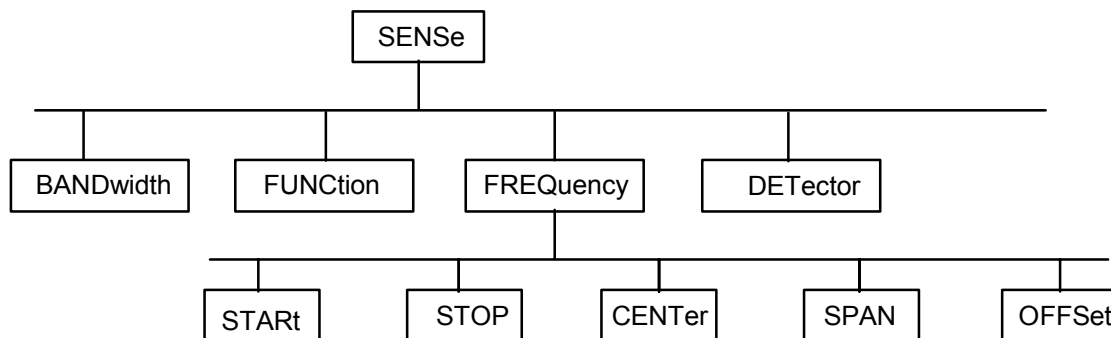 SENSe
BANDwidth
FUNCtion
FREQuency
DETector
STARt
STOP
CENTer
SPAN
OFFSet